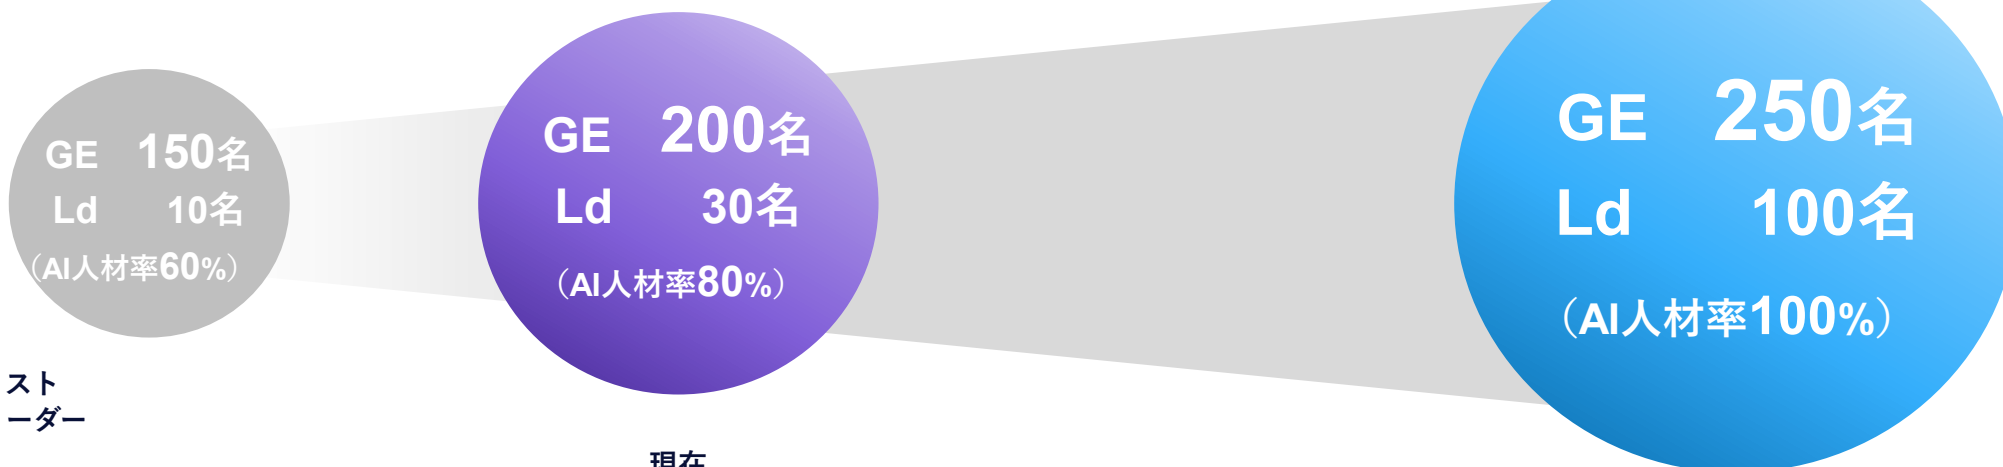 GE 150名
Ld 10名
（AI人材率60%）
GE 200名
Ld 30名
（AI人材率80%）
GE 250名
Ld 100名
（AI人材率100%）
スト
ーダー
現在